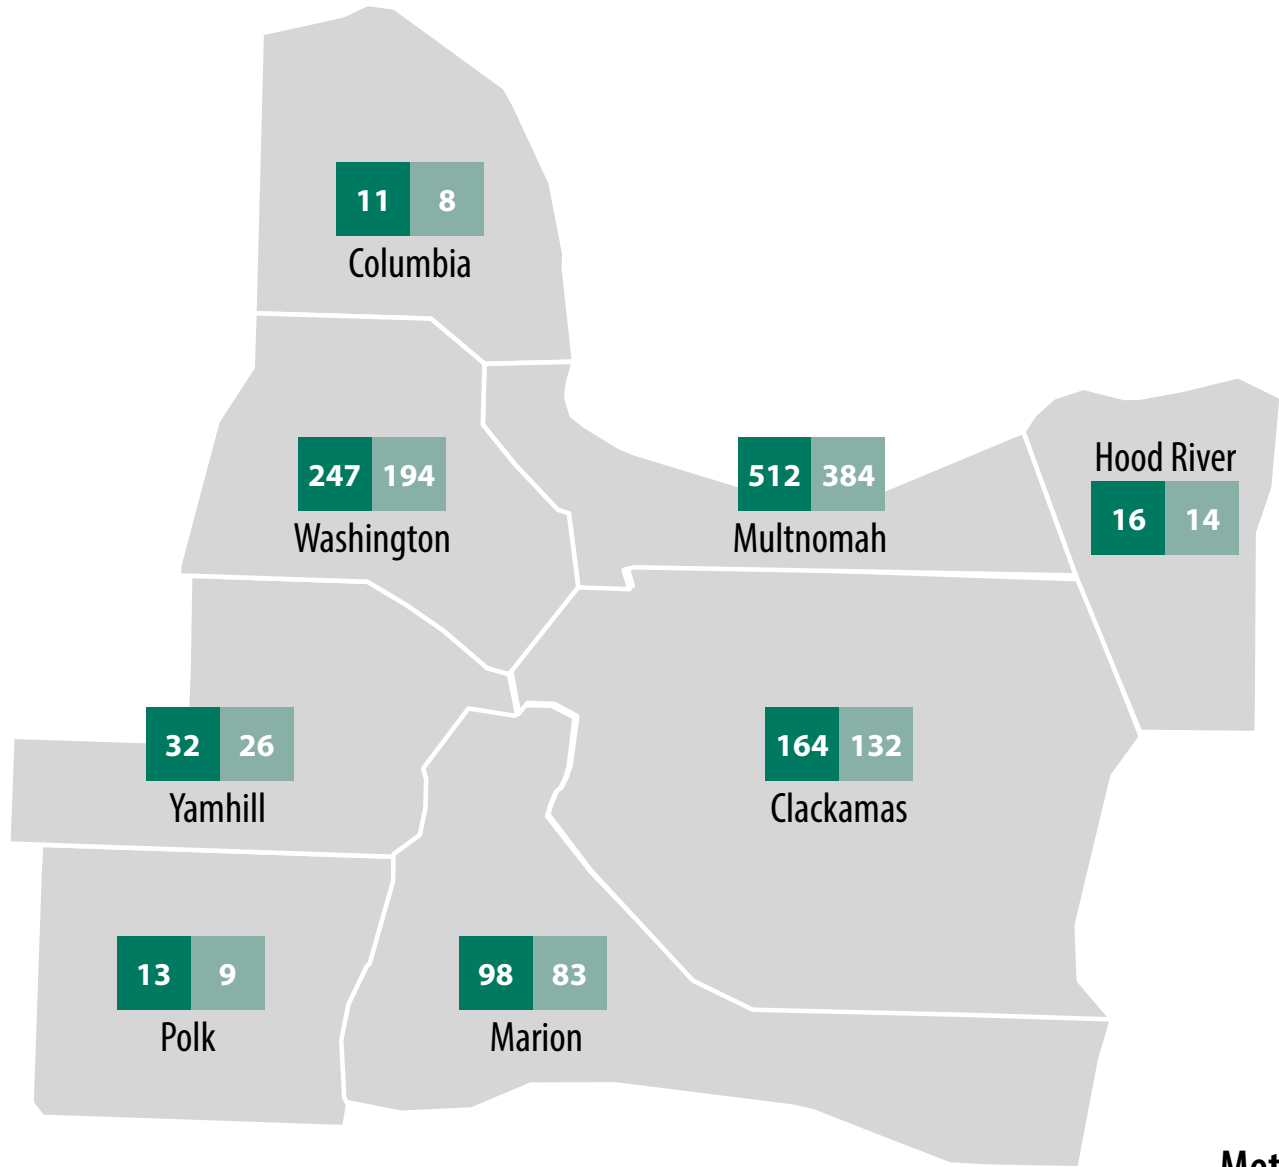 11 8
Columbia
247 194
Washington
512 384
Multnomah
Hood River
16 14
32 26
Yamhill
164 132
Clackamas
13 9
Polk
98 83
Marion